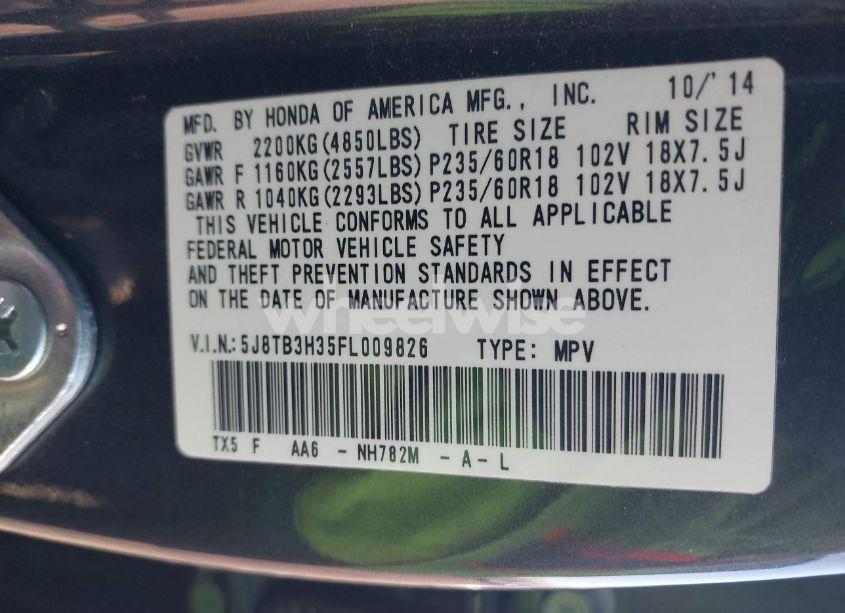 MFD. BY HONDA OF AMERICA MFG., INC. 10/'14
GVWR 2200KG(4850LBS) TIRE SIZE RIM SIZE
GAWR F 1160KG(2557LBS) P235/60R18 102V 18X7.5J
GAWR R 1040KG(2293LBS) P235/60R18 102V 18X7.5J
THIS VEHICLE CONFORMS TO ALL APPLICABLE
FEDERAL MOTOR VEHICLE SAFETY
AND THEFT PREVENTION STANDARDS IN EFFECT
ON THE DATE OF MANUFACTURE SHOWN ABOVE.
wheelwise
V.I.N.: 5J8TB3H35FL009826 TYPE: MPV
TX5 F AA6 - NH782M - A - L